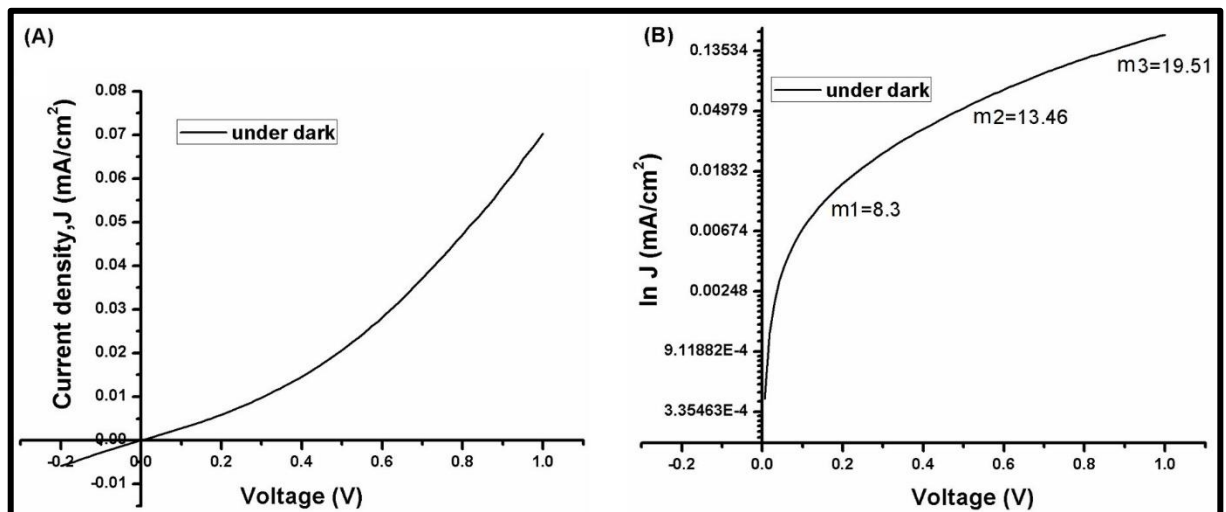 (A)
Current density,J (mA/cm²)
0.08
0.07
0.06
0.05
0.04
0.03
0.02
0.01
0.00
-0.01
under dark
-0.2
0.0
0.2
0.4
0.6
0.8
1.0
Voltage (V)
(B)
ln J (mA/cm²)
0.13534
0.04979
0.01832
0.00674
0.00248
9.11882E-4
3.35463E-4
under dark
m3=19.51
m2=13.46
m1=8.3
-0.2
0.0
0.2
0.4
0.6
0.8
1.0
Voltage (V)